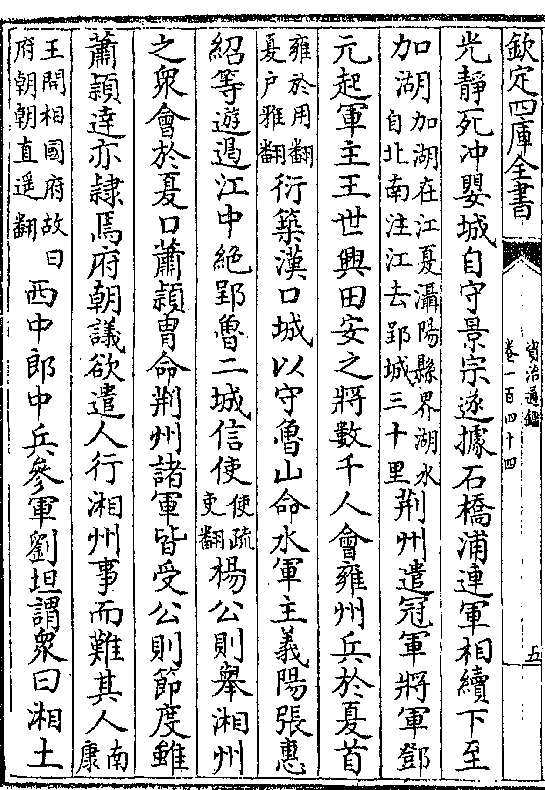 欽定四庫全書
資治通鑑
卷一百四十四
五
光靜死沖嬰城自守景宗遂據石橋浦連軍相續下至
加湖加湖在江夏灄陽縣界湖水自北南注江去郢城三十里荆州遣冠軍將軍鄧
元起軍主王世興田安之將數千人會雍州兵於夏首
雍於用翻夏户雅翻衍築漢口城以守魯山命水軍主義陽張惠
紹等遊遏江中絶郢魯二城信使使疏吏翻楊公則舉湘州
之衆會於夏口蕭穎胄命荆州諸軍皆受公則節度雖
蕭穎達亦隷焉府朝議欲遣人行湘州事而難其人南康
王開相國府故曰府朝朝直遥翻西中郎中兵參軍劉坦謂衆曰湘土